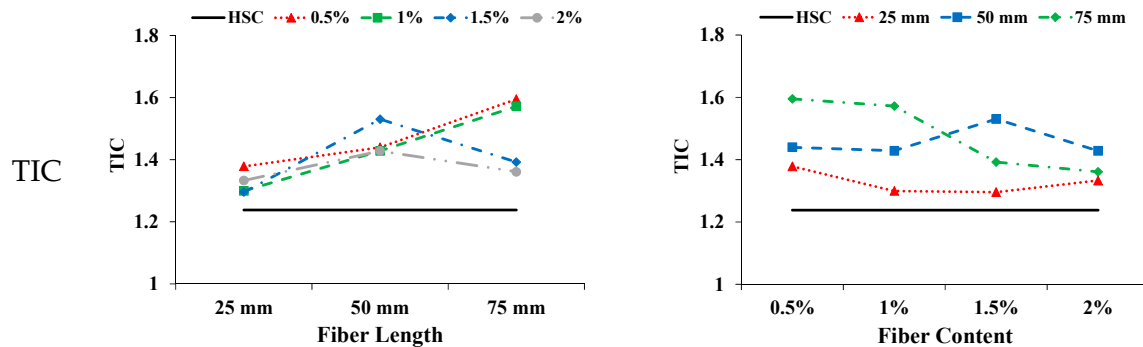 TIC
HSC 0.5% 1% 1.5% 2%
1.8
1.6
1.4
1.2
1
TIC
25 mm 50 mm 75 mm
Fiber Length
HSC 25 mm 50 mm 75 mm
1.8
1.6
1.4
1.2
1
TIC
0.5% 1% 1.5% 2%
Fiber Content